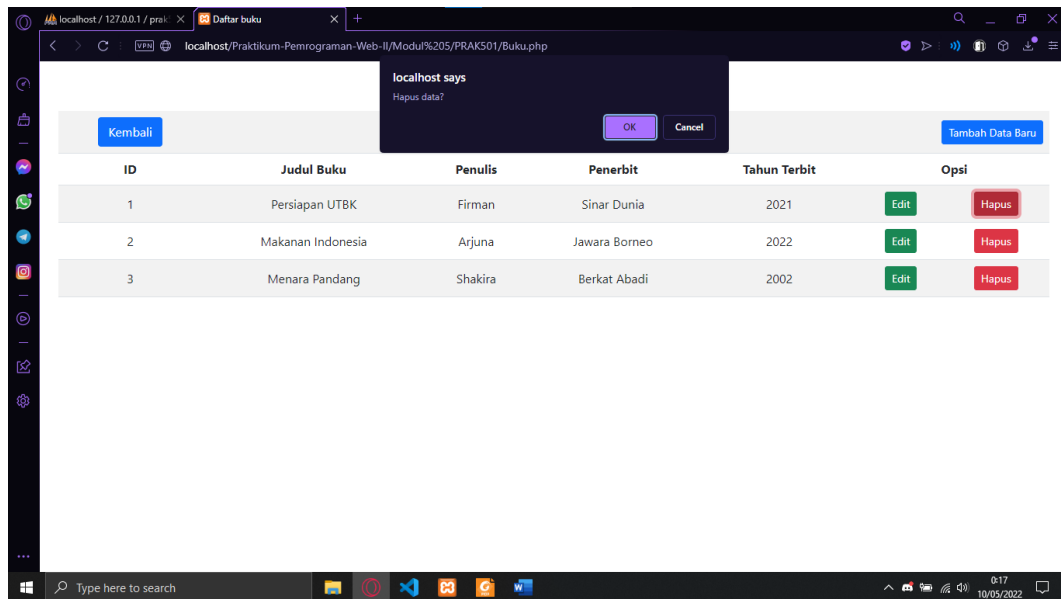 localhost / 127.0.0.1 / prak
Daftar buku
VPN
localhost/Praktikum-Pemrograman-Web-II/Modul%205/PRAK501/Buku.php
localhost says
Hapus data?
OK Cancel
Kembali
Tambah Data Baru
ID Judul Buku Penulis Penerbit Tahun Terbit Opsi
1 Persiapan UTBK Firman Sinar Dunia 2021 Edit Hapus
2 Makanan Indonesia Arjuna Jawara Borneo 2022 Edit Hapus
3 Menara Pandang Shakira Berkat Abadi 2002 Edit Hapus
Type here to search
0:17
10/05/2022